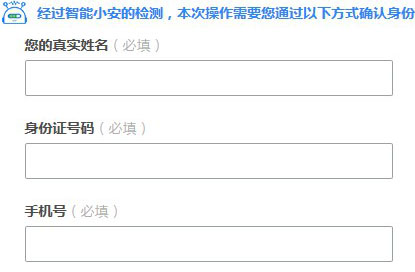 经过智能小安的检测，本次操作需要您通过以下方式确认身份
您的真实姓名（必填）
身份证号码（必填）
手机号（必填）